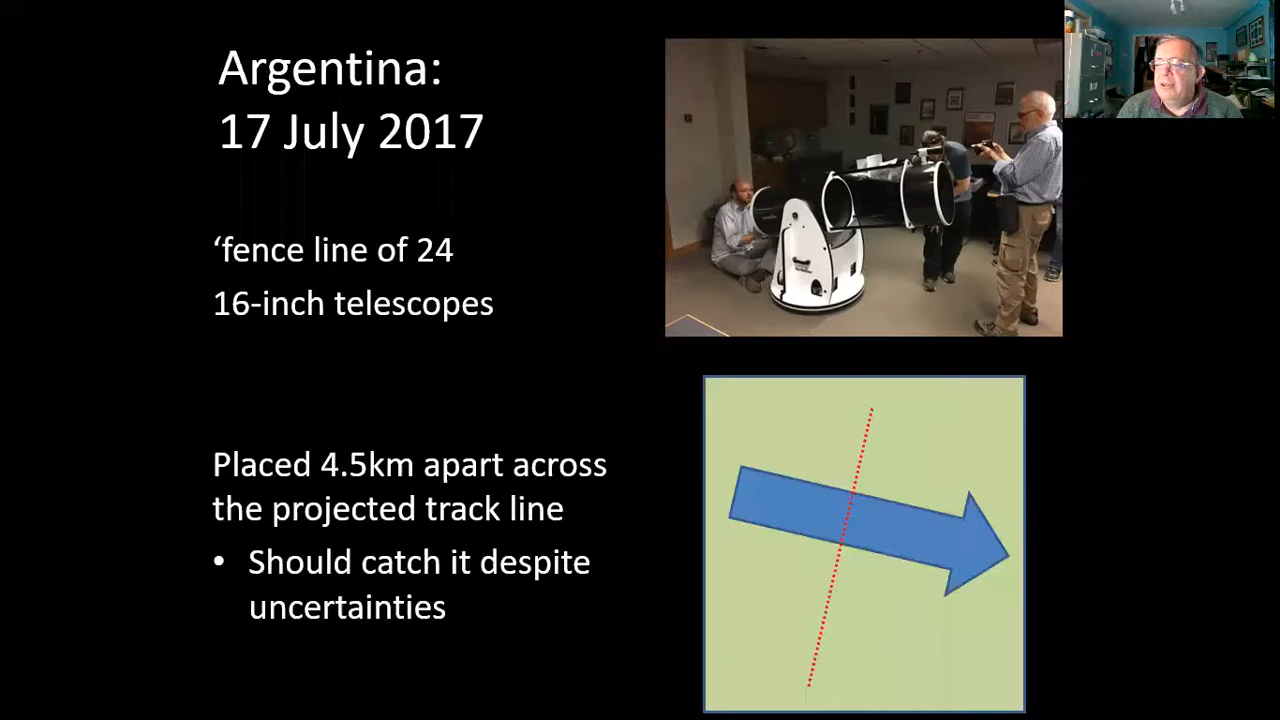 Argentina:
17 July 2017
‘fence line of 24
16-inch telescopes
Placed 4.5km apart across
the projected track line
• Should catch it despite
uncertainties